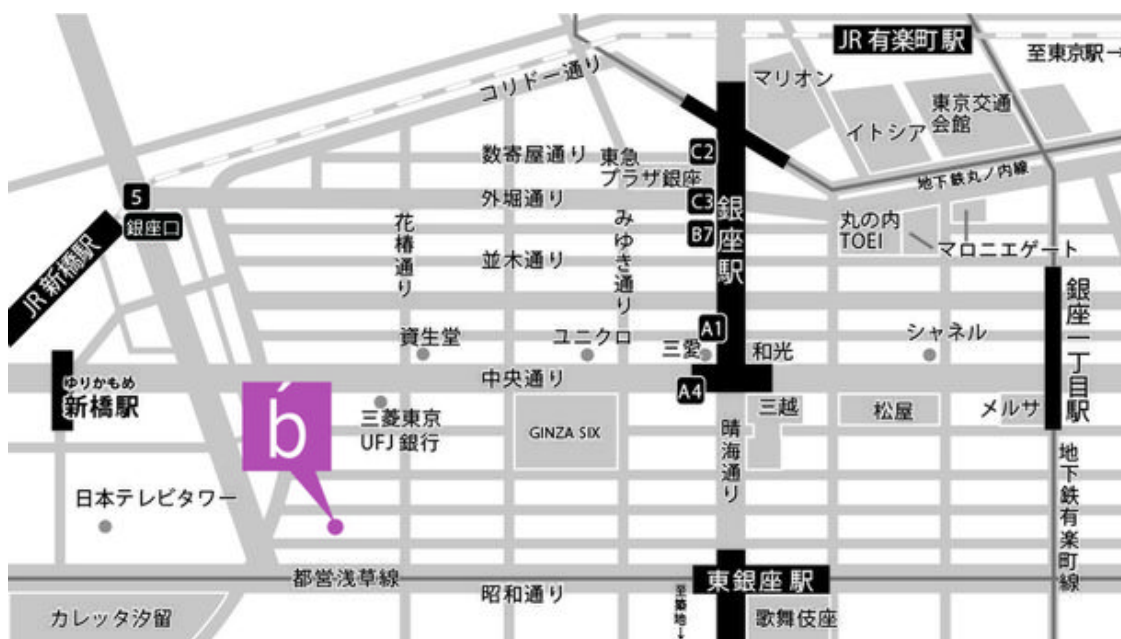 JR 有楽町駅
至東京駅→
コリドー通り
マリオン
東京交通
会館
イトシア
数寄屋通り
東急
プラザ銀座
C2
地下鉄丸ノ内線
5
銀座口
外堀通り
C3
銀座駅
花椿通り
みゆき通り
B7
丸の内
TOEI
マロニエゲート
JR 新橋駅
並木通り
銀座一丁目駅
資生堂
ユニクロ
A1
三愛
和光
シャネル
ゆりかもめ
新橋駅
中央通り
A4
b́
三菱東京
UFJ 銀行
GINZA SIX
三越
松屋
メルサ
晴海通り
地下鉄有楽町線
日本テレビタワー
都営浅草線
昭和通り
東銀座駅
至築地→
カレッタ汐留
歌舞伎座